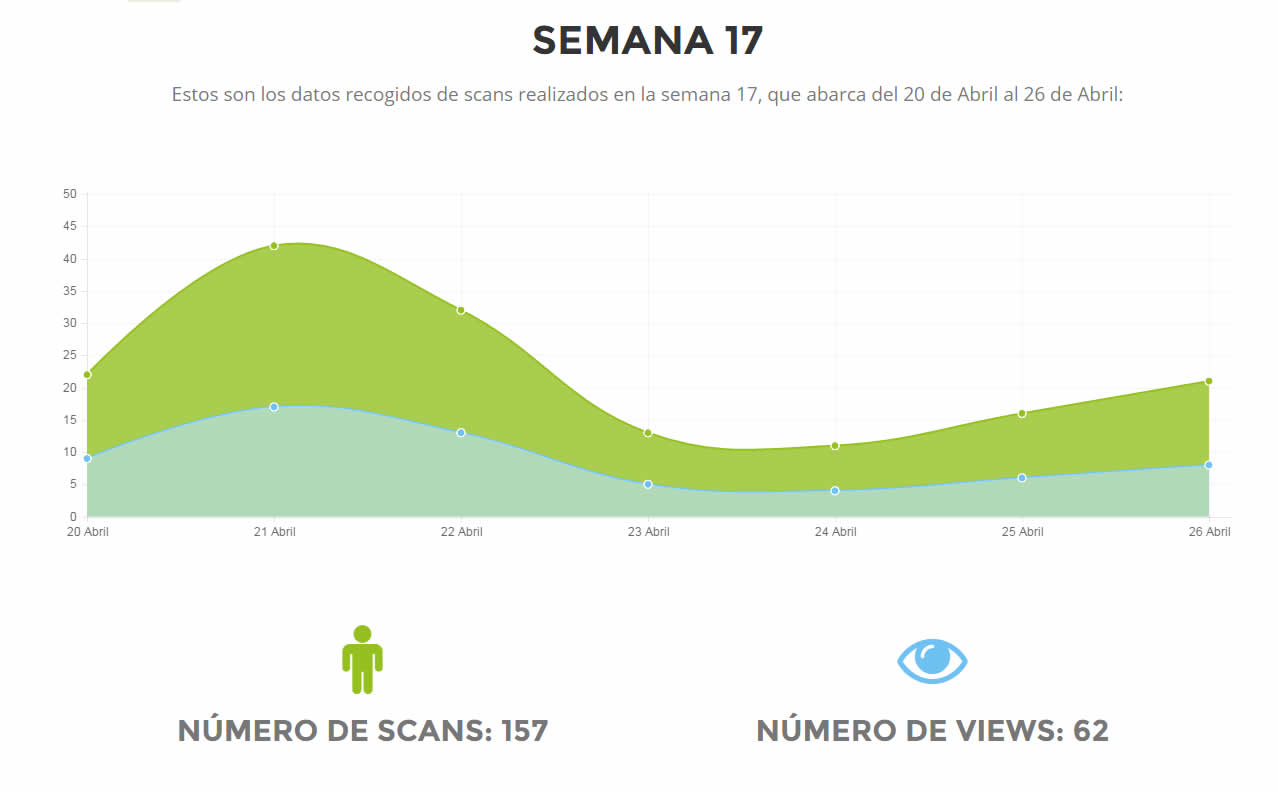 SEMANA 17
Estos son los datos recogidos de scans realizados en la semana 17, que abarca del 20 de Abril al 26 de Abril:
50
45
40
35
30
25
20
15
10
5
0
20 Abril 21 Abril 22 Abril 23 Abril 24 Abril 25 Abril 26 Abril
NÚMERO DE SCANS: 157 NÚMERO DE VIEWS: 62